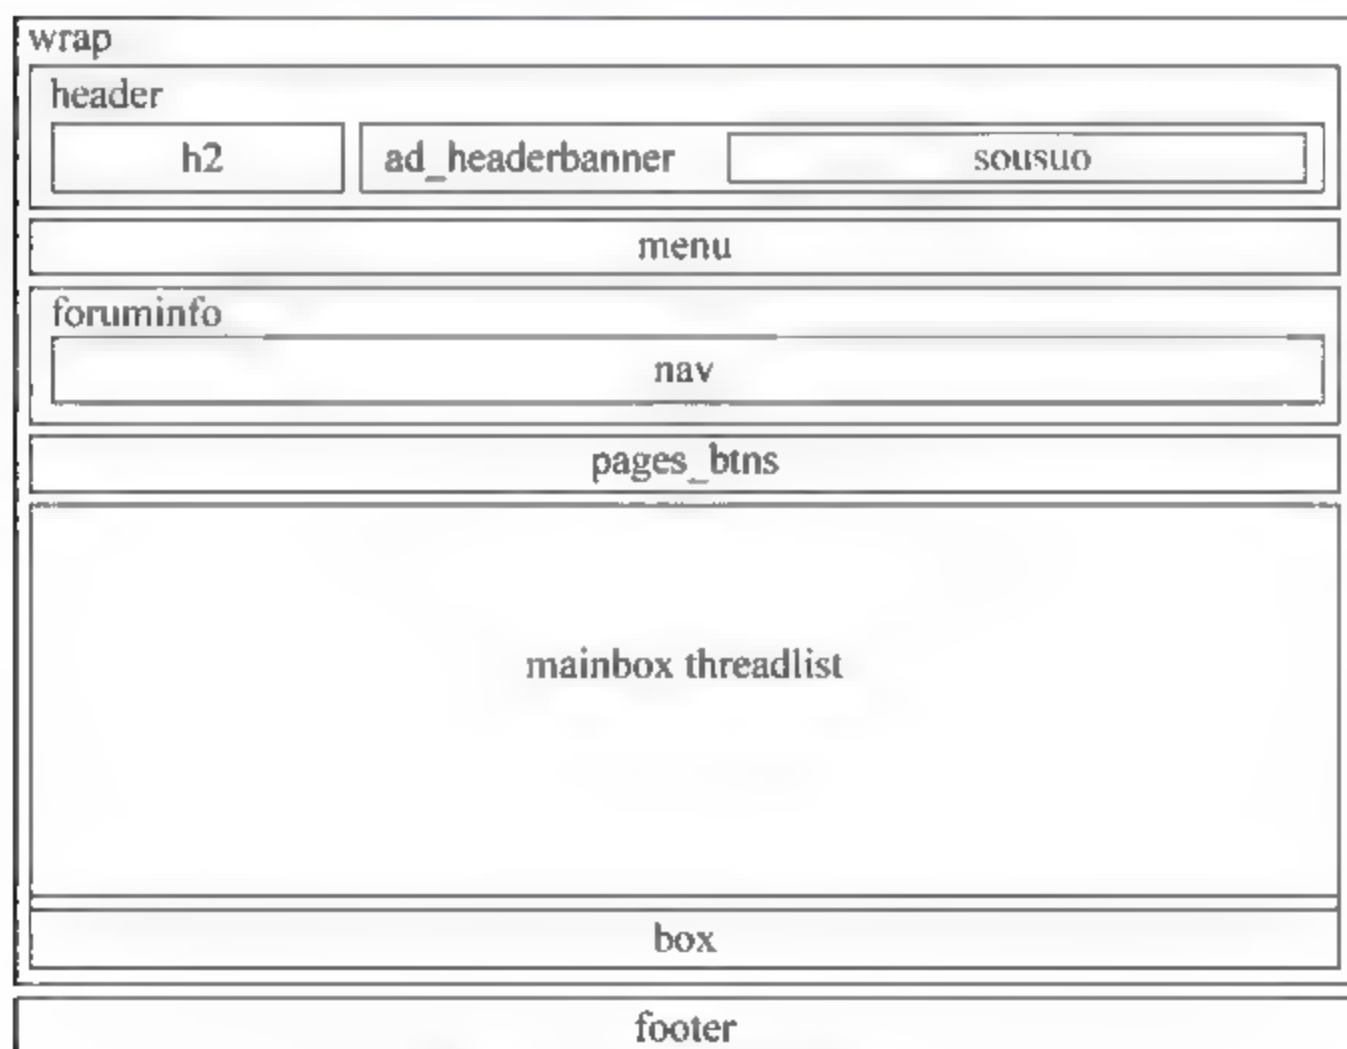 wrap
header
h2 ad_headerbanner sousuo
menu
foruminfo
nav
pages_btns
mainbox threadlist
box
footer